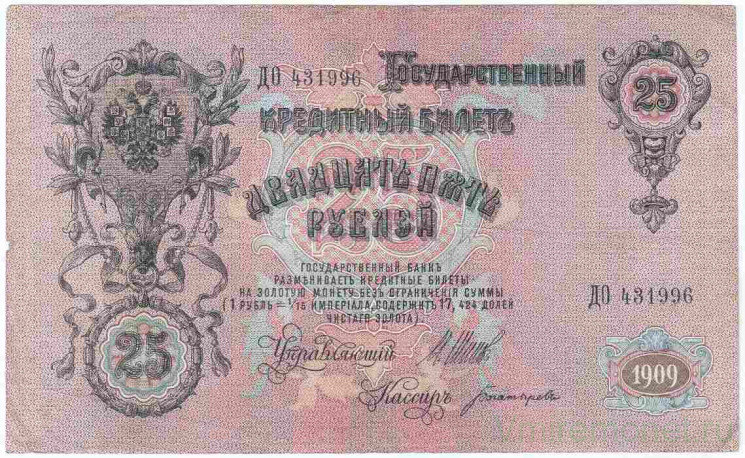 ДО 431996 Государственный
25
Кредитный Билетъ
Двадцать пять
рублей
Государственный Банкъ
размѣниваетъ кредитные билеты
на золотую монету безъ ограниченія суммы
(1 рубль = 1/15 имперіала, содержитъ 17,424 долей
чистаго золота).
ДО 431996
Управляющій
25
Кассиръ
1909